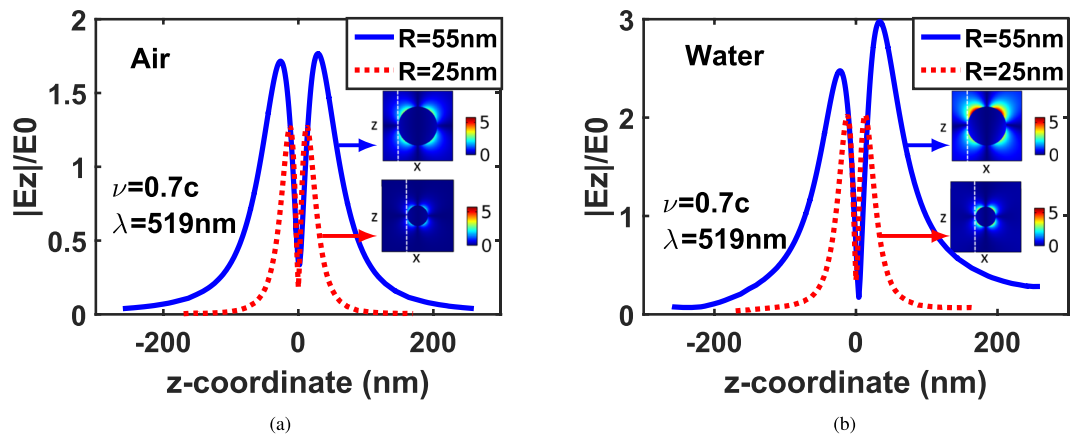 2
1.5
1
0.5
0
|Ez|/E0
Air
R=55nm
R=25nm
ν=0.7c
λ=519nm
5
0
z
x
5
0
z
x
-200
0
200
z-coordinate (nm)
(a)
3
2
1
0
|Ez|/E0
Water
R=55nm
R=25nm
ν=0.7c
λ=519nm
5
0
z
x
5
0
z
x
-200
0
200
z-coordinate (nm)
(b)